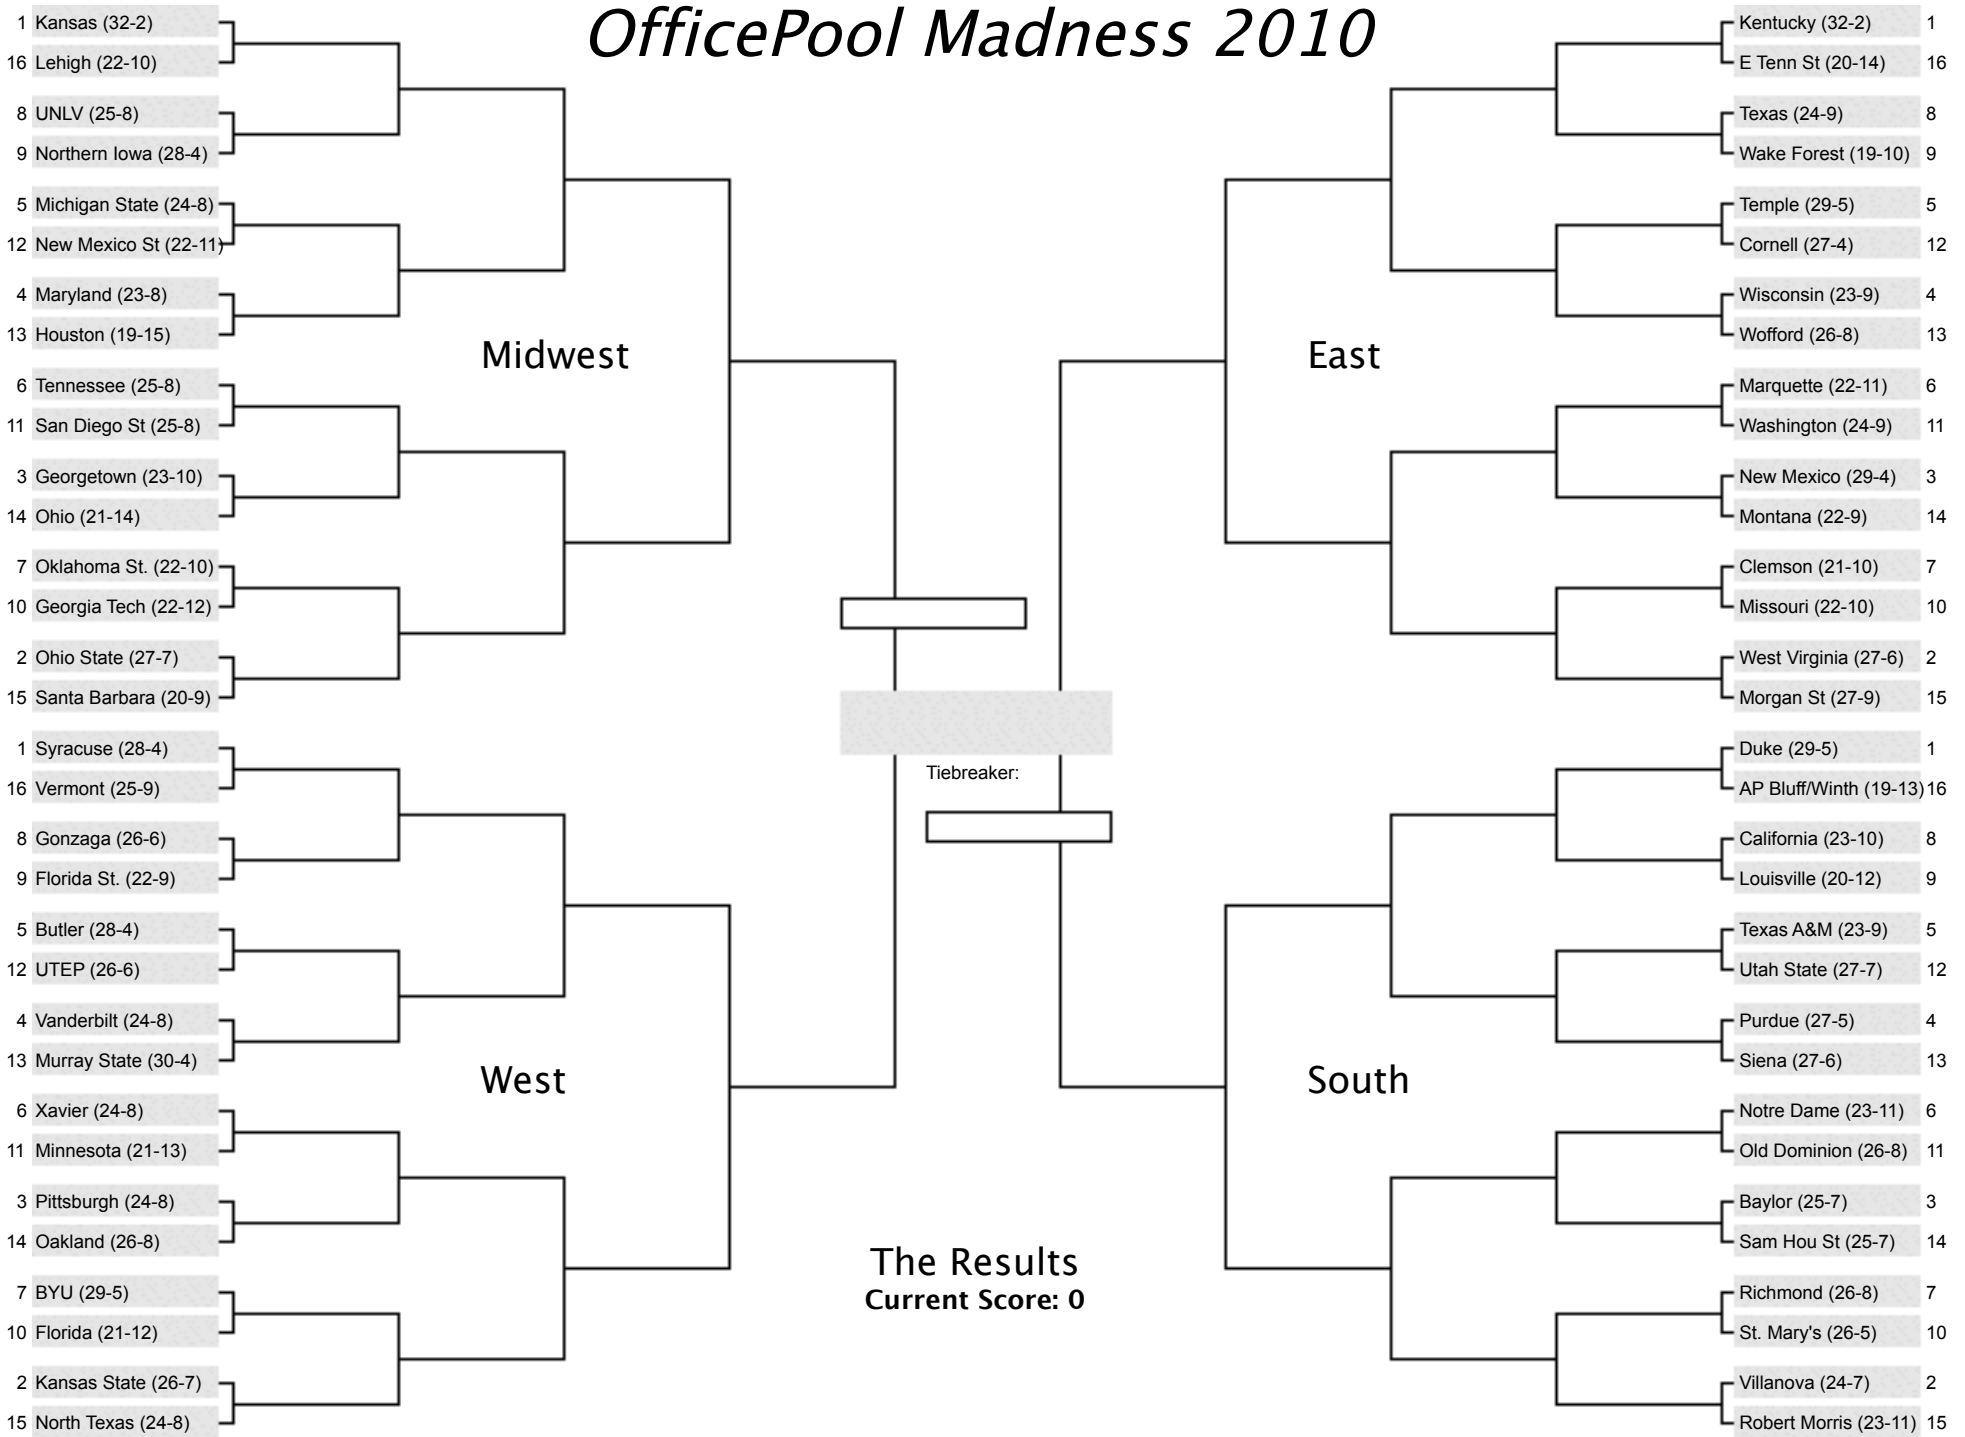 OfficePool Madness 2010
1 Kansas (32-2)
16 Lehigh (22-10)
8 UNLV (25-8)
9 Northern Iowa (28-4)
5 Michigan State (24-8)
12 New Mexico St (22-11)
4 Maryland (23-8)
13 Houston (19-15)
Midwest
6 Tennessee (25-8)
11 San Diego St (25-8)
3 Georgetown (23-10)
14 Ohio (21-14)
7 Oklahoma St. (22-10)
10 Georgia Tech (22-12)
2 Ohio State (27-7)
15 Santa Barbara (20-9)
1 Syracuse (28-4)
16 Vermont (25-9)
8 Gonzaga (26-6)
9 Florida St. (22-9)
5 Butler (28-4)
12 UTEP (26-6)
4 Vanderbilt (24-8)
13 Murray State (30-4)
West
6 Xavier (24-8)
11 Minnesota (21-13)
3 Pittsburgh (24-8)
14 Oakland (26-8)
7 BYU (29-5)
10 Florida (21-12)
2 Kansas State (26-7)
15 North Texas (24-8)
Tiebreaker:
The Results
Current Score: 0
Kentucky (32-2) 1
E Tenn St (20-14) 16
Texas (24-9) 8
Wake Forest (19-10) 9
Temple (29-5) 5
Cornell (27-4) 12
Wisconsin (23-9) 4
Wofford (26-8) 13
East
Marquette (22-11) 6
Washington (24-9) 11
New Mexico (29-4) 3
Montana (22-9) 14
Clemson (21-10) 7
Missouri (22-10) 10
West Virginia (27-6) 2
Morgan St (27-9) 15
Duke (29-5) 1
AP Bluff/Winth (19-13) 16
California (23-10) 8
Louisville (20-12) 9
Texas A&M (23-9) 5
Utah State (27-7) 12
Purdue (27-5) 4
Siena (27-6) 13
South
Notre Dame (23-11) 6
Old Dominion (26-8) 11
Baylor (25-7) 3
Sam Hou St (25-7) 14
Richmond (26-8) 7
St. Mary's (26-5) 10
Villanova (24-7) 2
Robert Morris (23-11) 15